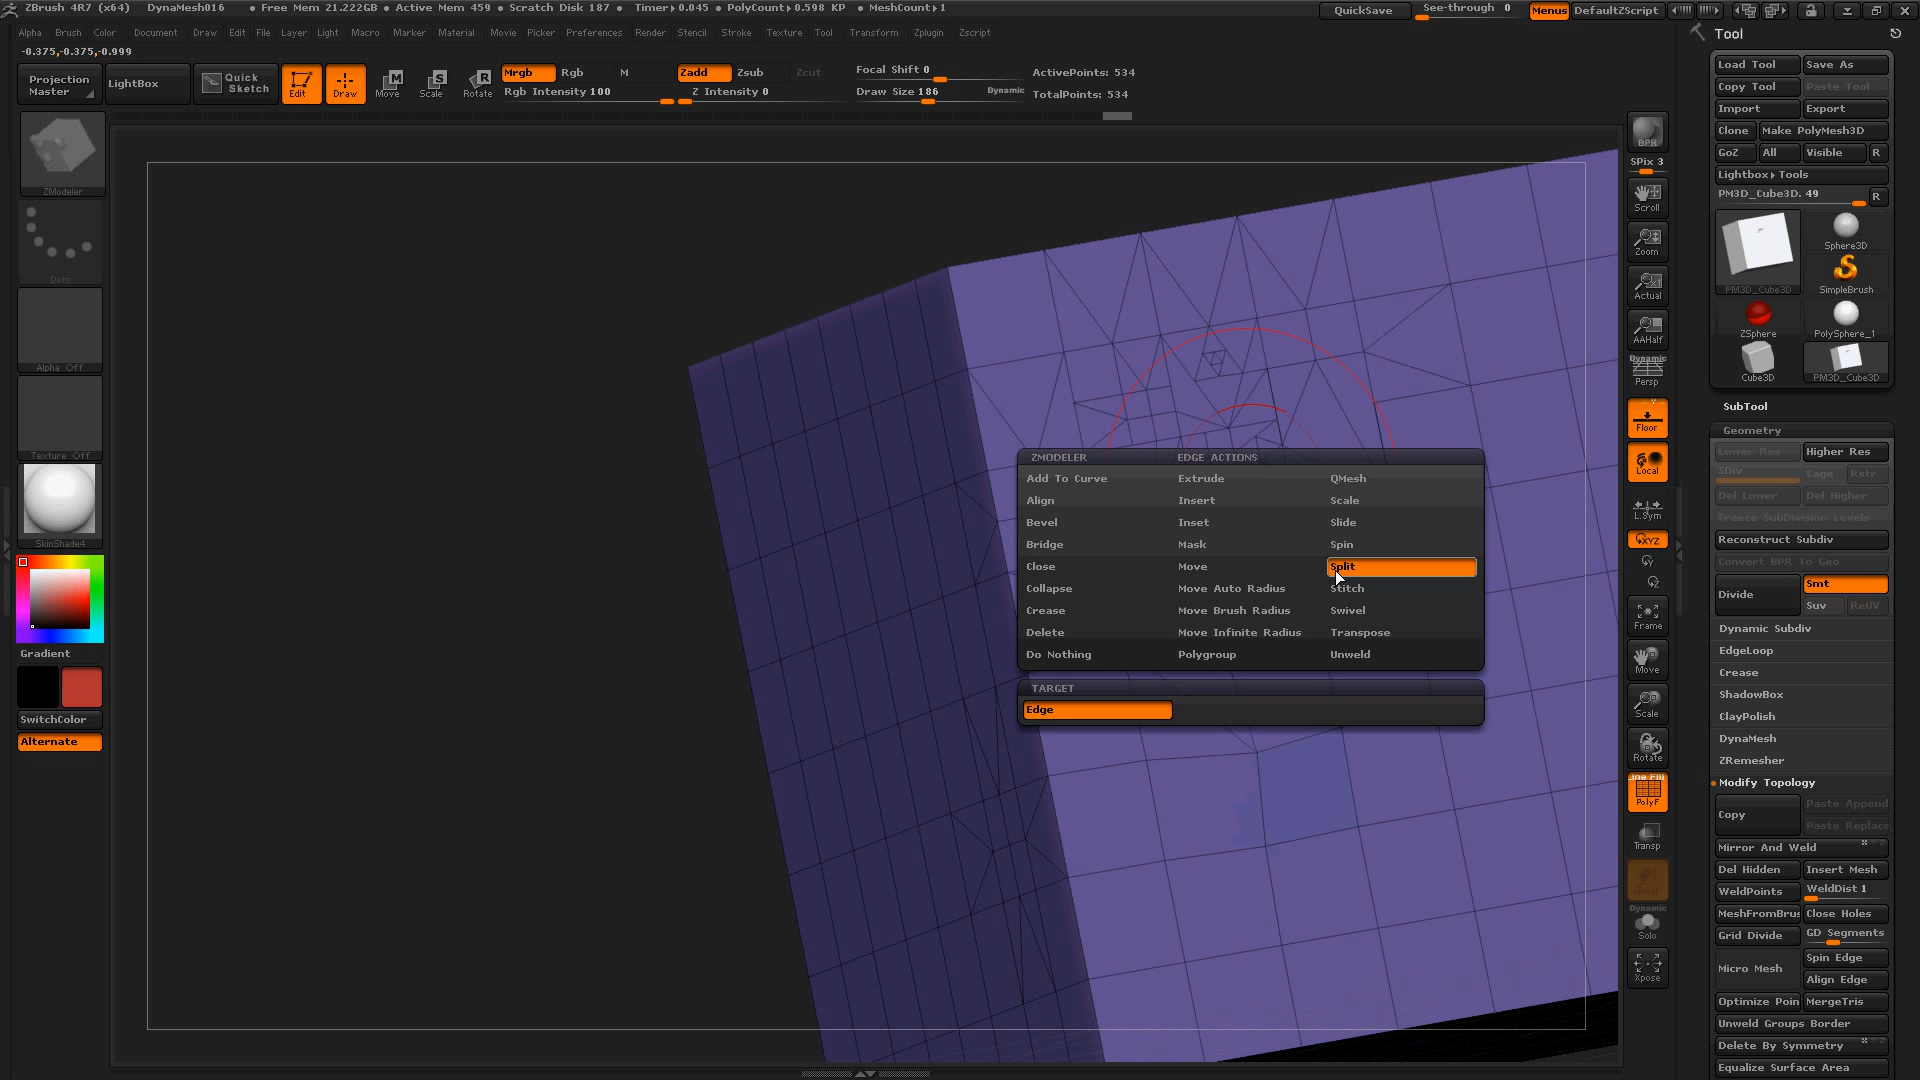 ZBrush 4R7 (x64) DynaMesh016 • Free Mem 21.222GB • Active Mem 459 • Scratch Disk 187 • Timer▸0.045 • PolyCount▸0.598 KP • MeshCount▸1 QuickSave See-through 0 Menus DefaultZScript
Alpha Brush Color Document Draw Edit File Layer Light Macro Marker Material Movie Picker Preferences Render Stencil Stroke Texture Tool Transform Zplugin Zscript
-0.375,-0.375,-0.999
Projection Master
LightBox
Quick Sketch
Edit
Draw
Move
Scale
Rotate
Mrgb Rgb M Zadd Zsub Zcut
Rgb Intensity 100 Z Intensity 0
Focal Shift 0
Draw Size 186 Dynamic
ActivePoints: 534
TotalPoints: 534
ZModeler
Dots
Alpha Off
Texture Off
SkinShade4
Gradient
SwitchColor
Alternate
ZMODELER EDGE ACTIONS
Add To Curve Extrude QMesh
Align Insert Scale
Bevel Inset Slide
Bridge Mask Spin
Close Move Split
Collapse Move Auto Radius Stitch
Crease Move Brush Radius Swivel
Delete Move Infinite Radius Transpose
Do Nothing Polygroup Unweld
TARGET
Edge
BPR
SPix 3
Scroll
Zoom
Actual
AAHalf
Dynamic
Persp
Floor
Local
L.Sym
XYZ
Frame
Move
Scale
Rotate
Line Fill
PolyF
Transp
Ghost
Dynamic
Solo
Xpose
Tool
Load Tool Save As
Copy Tool Paste Tool
Import Export
Clone Make PolyMesh3D
GoZ All Visible R
Lightbox▸Tools
PM3D_Cube3D. 49 R
PM3D_Cube3D
Sphere3D
SimpleBrush
ZSphere PolySphere_1
Cube3D PM3D_Cube3D
SubTool
Geometry
Lower Res Higher Res
SDiv Cage Rstr
Del Lower Del Higher
Freeze SubDivision Levels
Reconstruct Subdiv
Convert BPR To Geo
Divide Smt
Suv ReUV
Dynamic Subdiv
EdgeLoop
Crease
ShadowBox
ClayPolish
DynaMesh
ZRemesher
Modify Topology
Copy Paste Append
Paste Replace
Mirror And Weld
Del Hidden Insert Mesh
WeldPoints WeldDist 1
MeshFromBrus Close Holes
Grid Divide GD Segments
Micro Mesh Spin Edge
Align Edge
Optimize Poin MergeTris
Unweld Groups Border
Delete By Symmetry
Equalize Surface Area